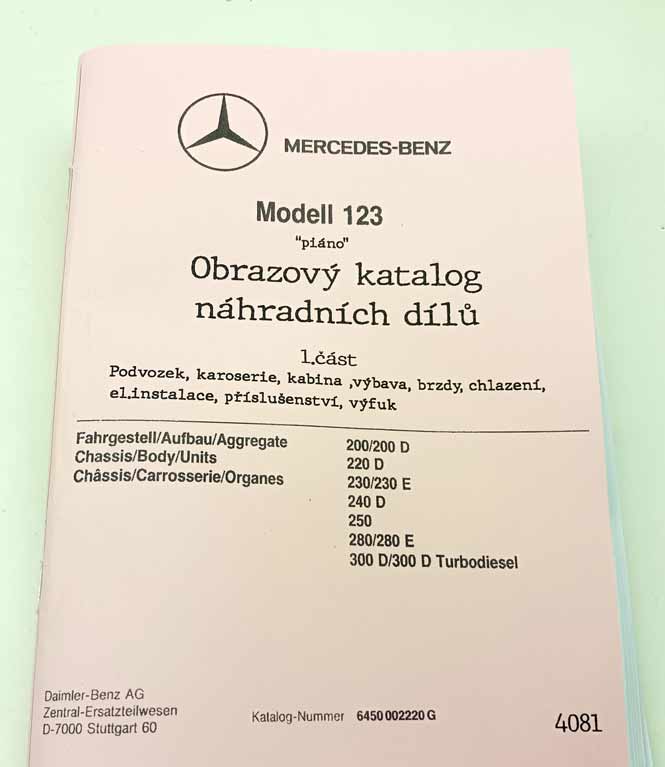 MERCEDES-BENZ
Modell 123
"piáno"
Obrazový katalog
náhradních dílů
1.část
Podvozek, karoserie, kabina ,výbava, brzdy, chlazení,
el.instalace, příslušenství, výfuk
Fahrgestell/Aufbau/Aggregate
Chassis/Body/Units
Châssis/Carrosserie/Organes
200/200 D
220 D
230/230 E
240 D
250
280/280 E
300 D/300 D Turbodiesel
Daimler-Benz AG
Zentral-Ersatzteilwesen
D-7000 Stuttgart 60
Katalog-Nummer 6450 002220 G
4081